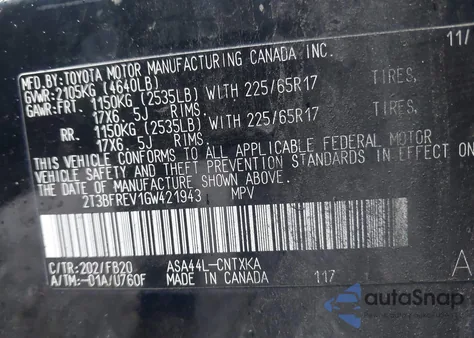 MFD.BY:TOYOTA MOTOR MANUFACTURING CANADA INC. 11/
GVWR:2105KG (4640LB)
GAWR:FRT. 1150KG (2535LB) WITH 225/65R17 TIRES,
17X6.5J RIMS,
RR. 1150KG (2535LB) WITH 225/65R17 TIRES,
17X6.5J RIMS.
THIS VEHICLE CONFORMS TO ALL APPLICABLE FEDERAL MOTOR
VEHICLE SAFETY AND THEFT PREVENTION STANDARDS IN EFFECT ON
THE DATE OF MANUFACTURE SHOWN ABOVE.
2T3BFREV1GW421943 MPV
C/TR:202/FB20 ASA44L-CNTXKA A
A/TM:-01A/U760F MADE IN CANADA 117
autoSnap